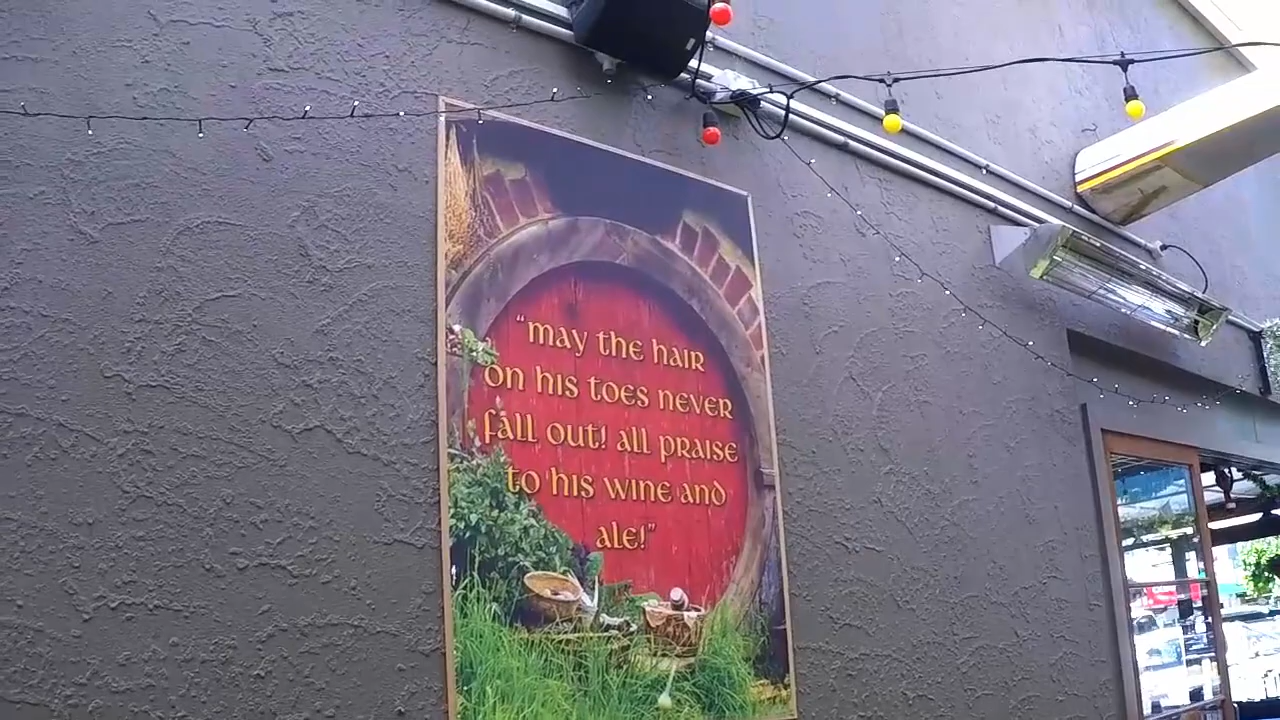 “may the hair
on his toes never
fall out! all praise
to his wine and
ale!”